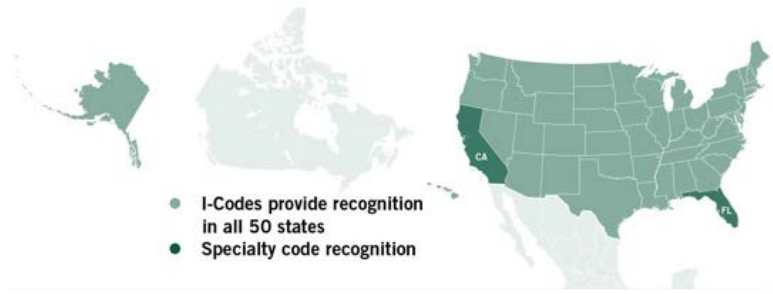 CA
FL
I-Codes provide recognition
in all 50 states
Specialty code recognition